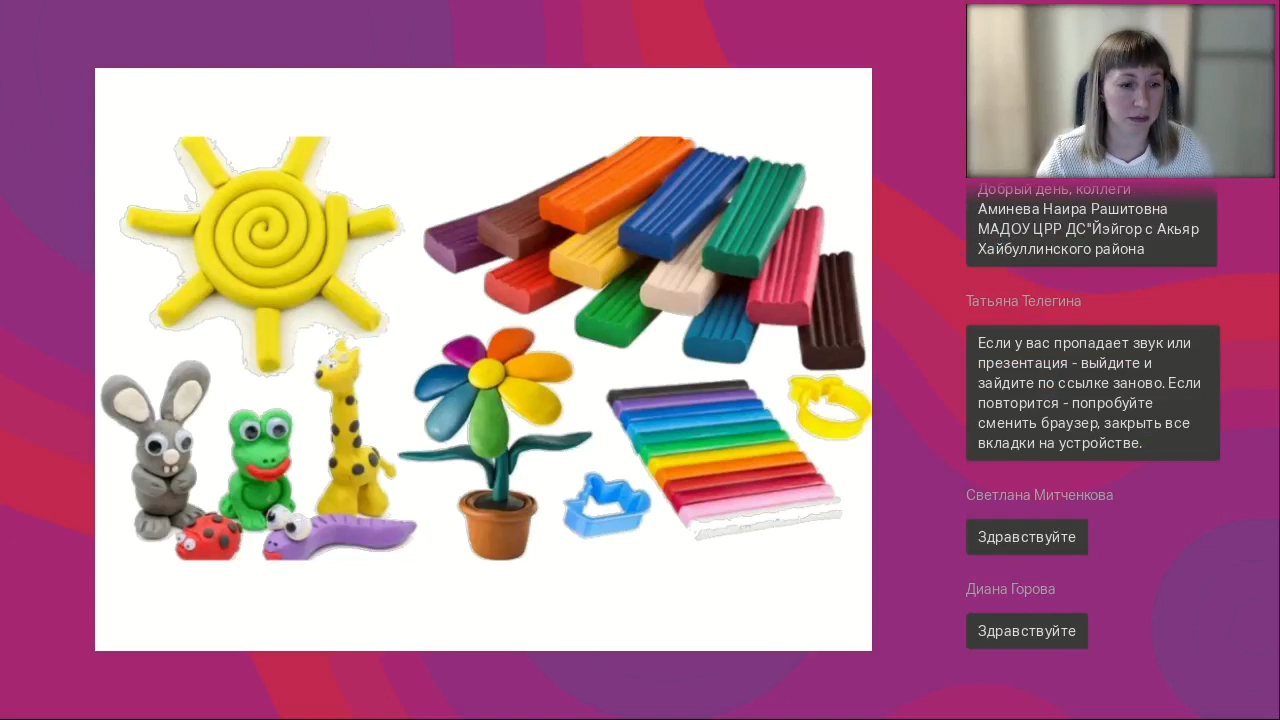 Добрый день, коллеги
Аминева Наира Рашитовна
МАДОУ ЦРР ДС"Йэйгор с Акъяр
Хайбуллинского района
Татьяна Телегина
Если у вас пропадает звук или
презентация - выйдите и
зайдите по ссылке заново. Если
повторится - попробуйте
сменить браузер, закрыть все
вкладки на устройстве.
Светлана Митченкова
Здравствуйте
Диана Горова
Здравствуйте